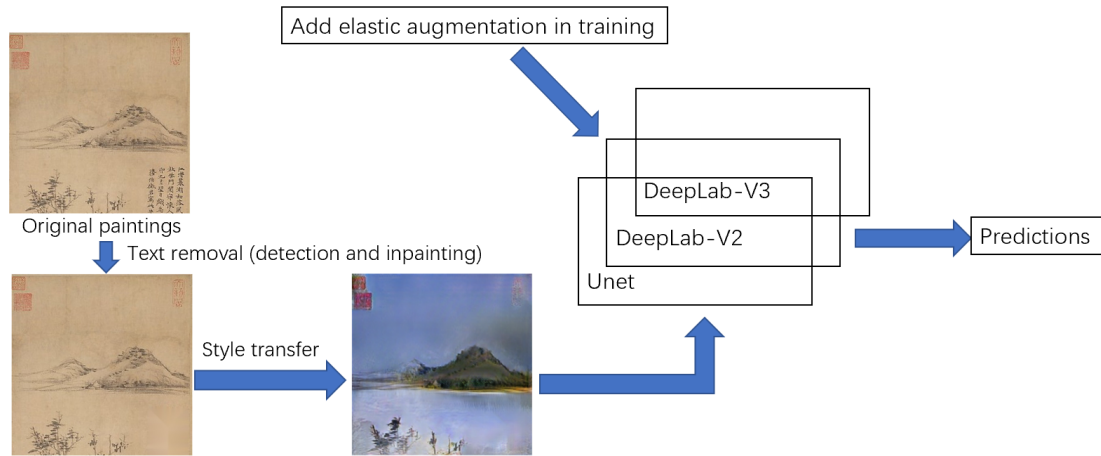 Add elastic augmentation in training
Original paintings
Text removal (detection and inpainting)
Style transfer
DeepLab-V3
DeepLab-V2
Unet
Predictions